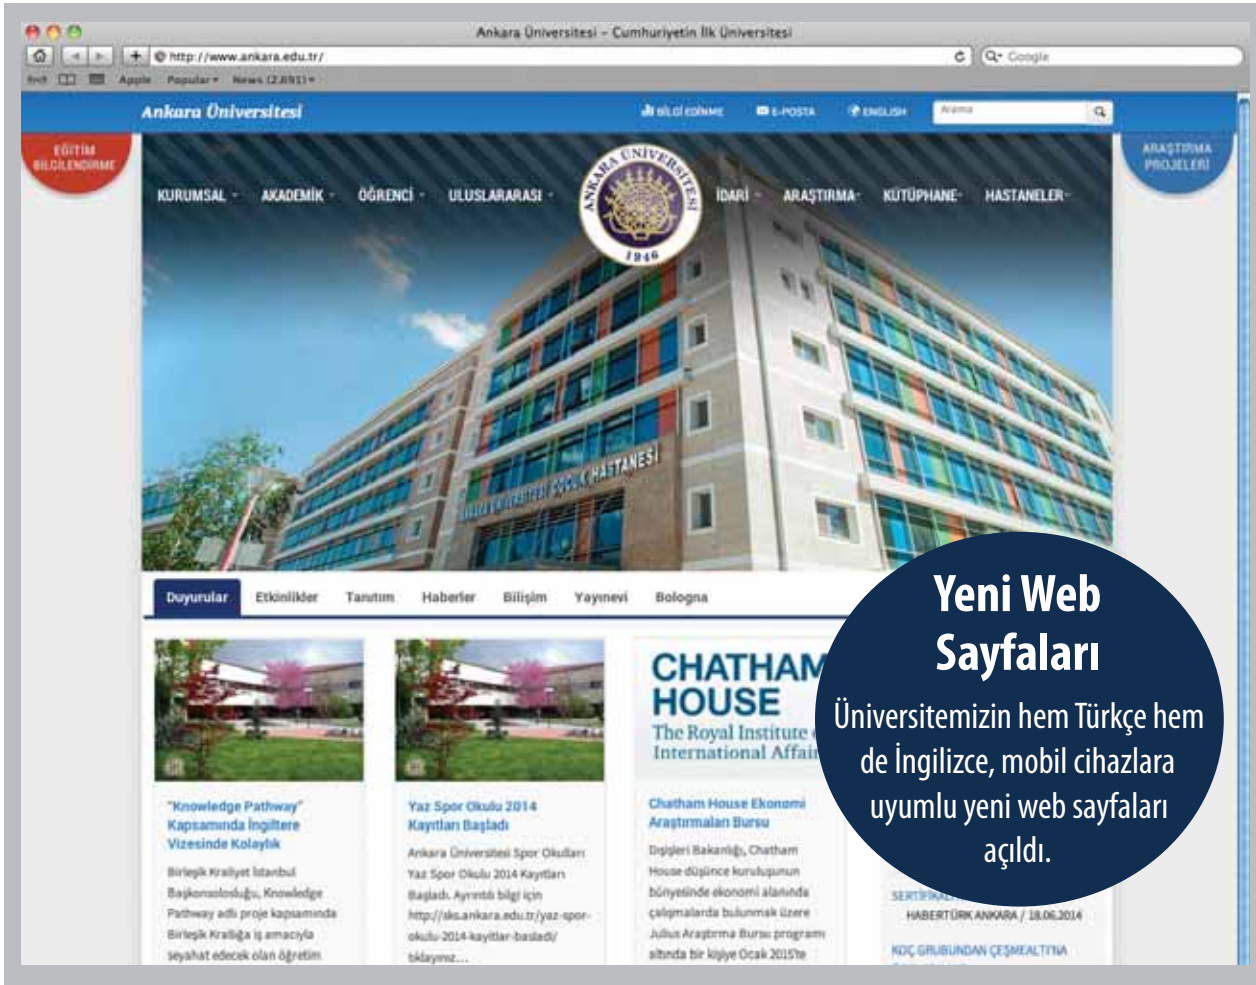 Ankara Üniversitesi - Cumhuriyetin İlk Üniversitesi
http://www.ankara.edu.tr/
Google
Apple Popular News
Ankara Üniversitesi
BİLGİ EDİNME E-POSTA ENGLISH Arama
EĞİTİM
BİLGİLENDİRME
ARAŞTIRMA
PROJELERİ
KURUMSAL AKADEMİK ÖĞRENCİ ULUSLARARASI İDARİ ARAŞTIRMA KÜTÜPHANE HASTANELER
ANKARA ÜNİVERSİTESİ
1946
ANKARA ÜNİVERSİTESİ ÇOCUK HASTANESİ
Duyurular Etkinlikler Tanıtım Haberler Bilişim Yayınevi Bologna
"Knowledge Pathway"
Kapsamında İngiltere
Vizesinde Kolaylık
Birleşik Kraliyet İstanbul
Başkonsolosluğu, Knowledge
Pathway adlı proje kapsamında
Birleşik Krallığa iş amacıyla
seyahat edecek olan öğretim
Yaz Spor Okulu 2014
Kayıtları Başladı
Ankara Üniversitesi Spor Okulları
Yaz Spor Okulu 2014 Kayıtları
Başladı. Ayrıntılı bilgi için
http://sks.ankara.edu.tr/yaz-spor-
okulu-2014-kayitlar-basladi/
tıklayınız...
CHATHAM
HOUSE
The Royal Institute
International Affair
Chatham House Ekonomi
Araştırmaları Bursu
Dışişleri Bakanlığı, Chatham
House düşünce kuruluşunun
bünyesinde ekonomi alanında
çalışmalarda bulunmak üzere
Julius Araştırma Bursu programı
altında bir kişiye Ocak 2015'te
Yeni Web
Sayfaları
Üniversitemizin hem Türkçe hem
de İngilizce, mobil cihazlara
uyumlu yeni web sayfaları
açıldı.
HABERTÜRK ANKARA / 18.06.2014
KOÇ GRUBUNDAN ÇEŞMEALTI'NA